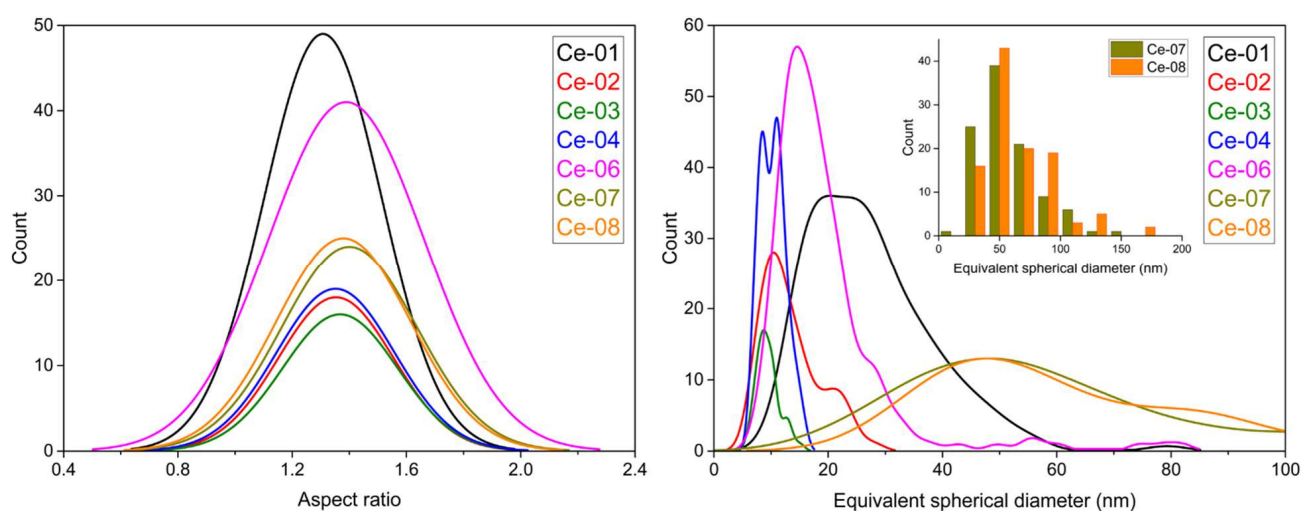 50
40
30
20
10
0
Count
0.4 0.8 1.2 1.6 2.0 2.4
Aspect ratio
Ce-01
Ce-02
Ce-03
Ce-04
Ce-06
Ce-07
Ce-08
60
50
40
30
20
10
0
Count
0 20 40 60 80 100
Equivalent spherical diameter (nm)
40
30
20
10
0
Count
0 50 100 150 200
Equivalent spherical diameter (nm)
Ce-07
Ce-08
Ce-01
Ce-02
Ce-03
Ce-04
Ce-06
Ce-07
Ce-08